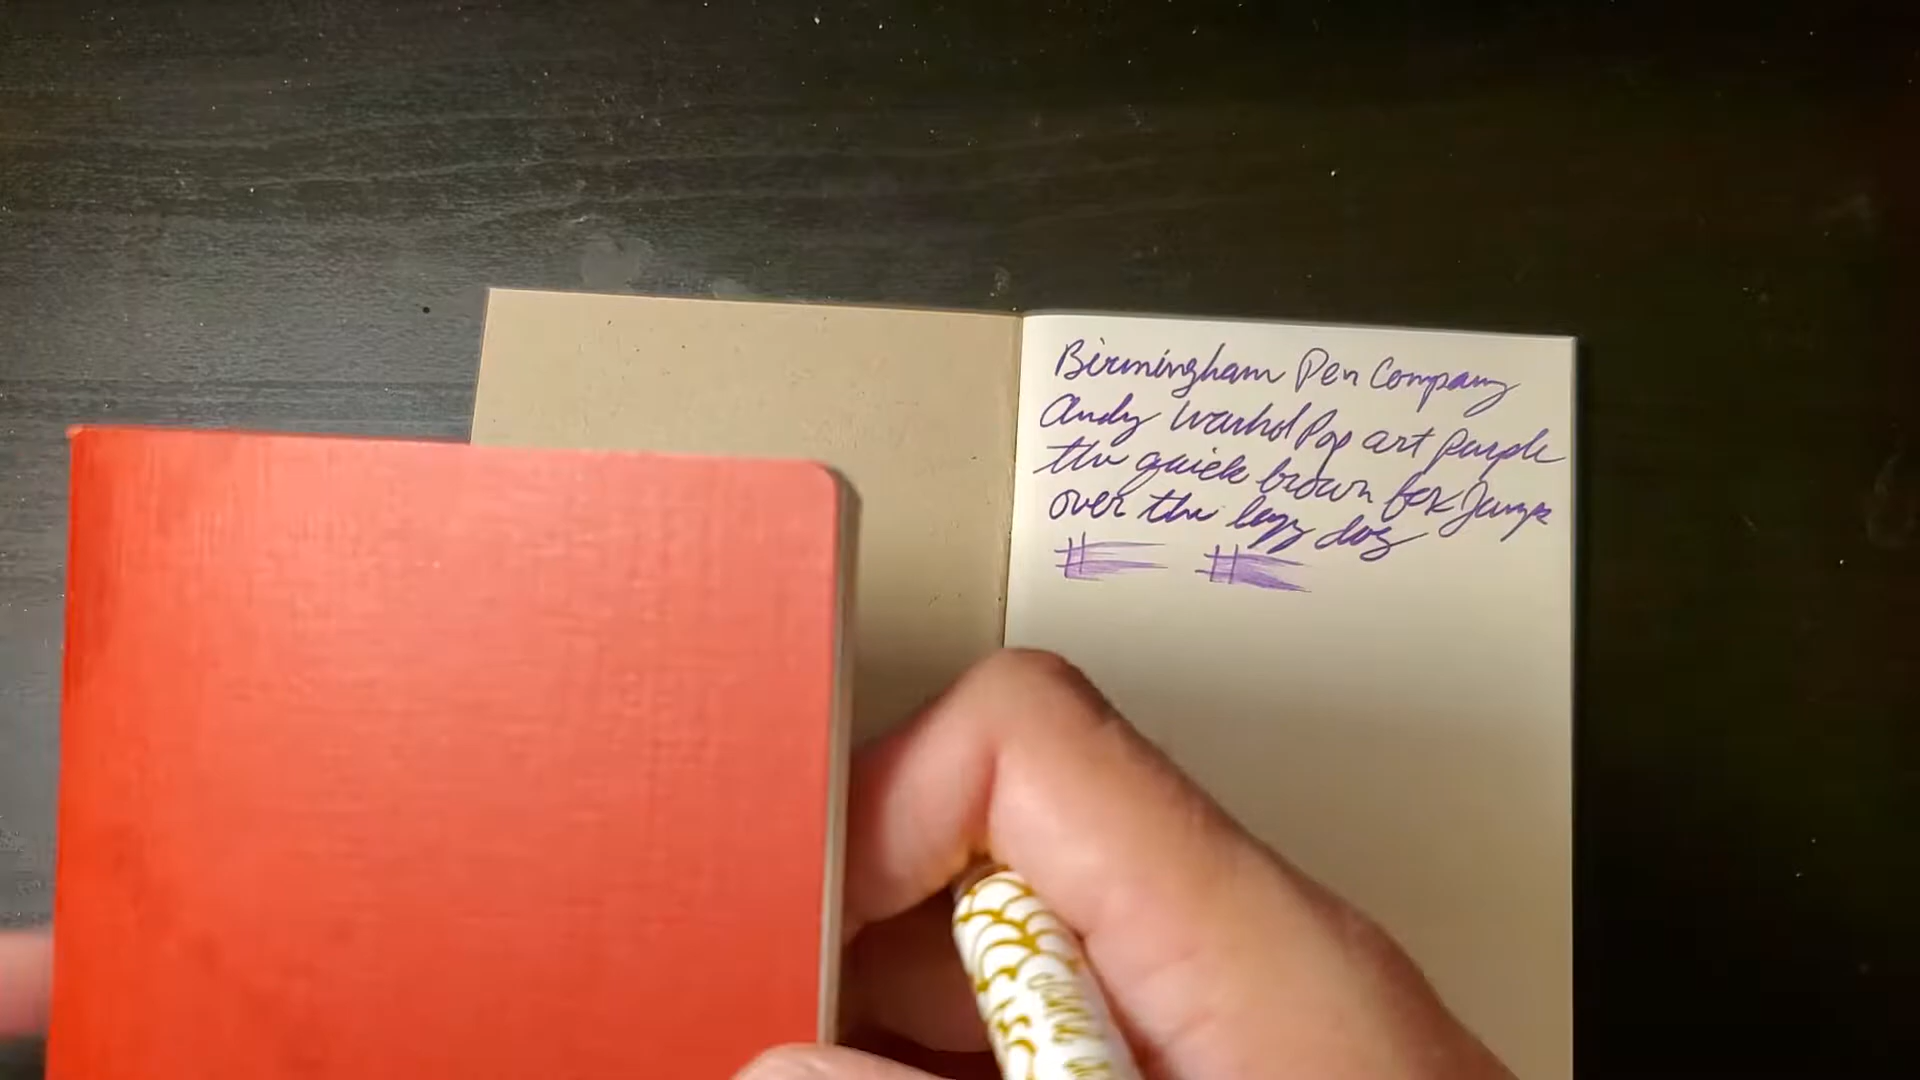 Birmingham Pen Company
Andy Warhol Pop art purple
the quick brown fox Jumps
over the lazy dog